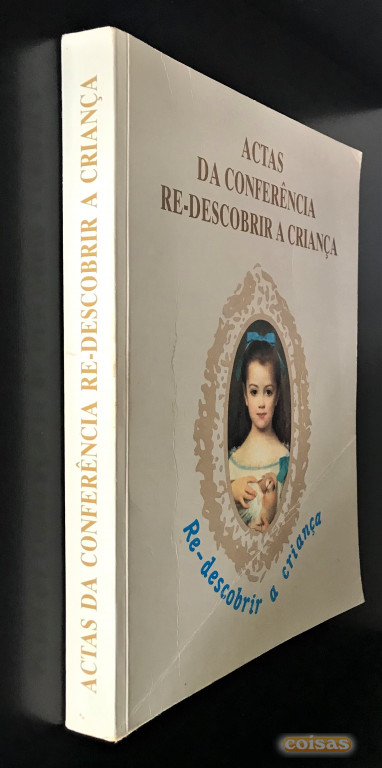 ACTAS
DA CONFERÊNCIA
RE-DESCOBRIR A CRIANÇA
Re-descobrir a criança
ACTAS DA CONFERÊNCIA RE-DESCOBRIR A CRIANÇA
coisas